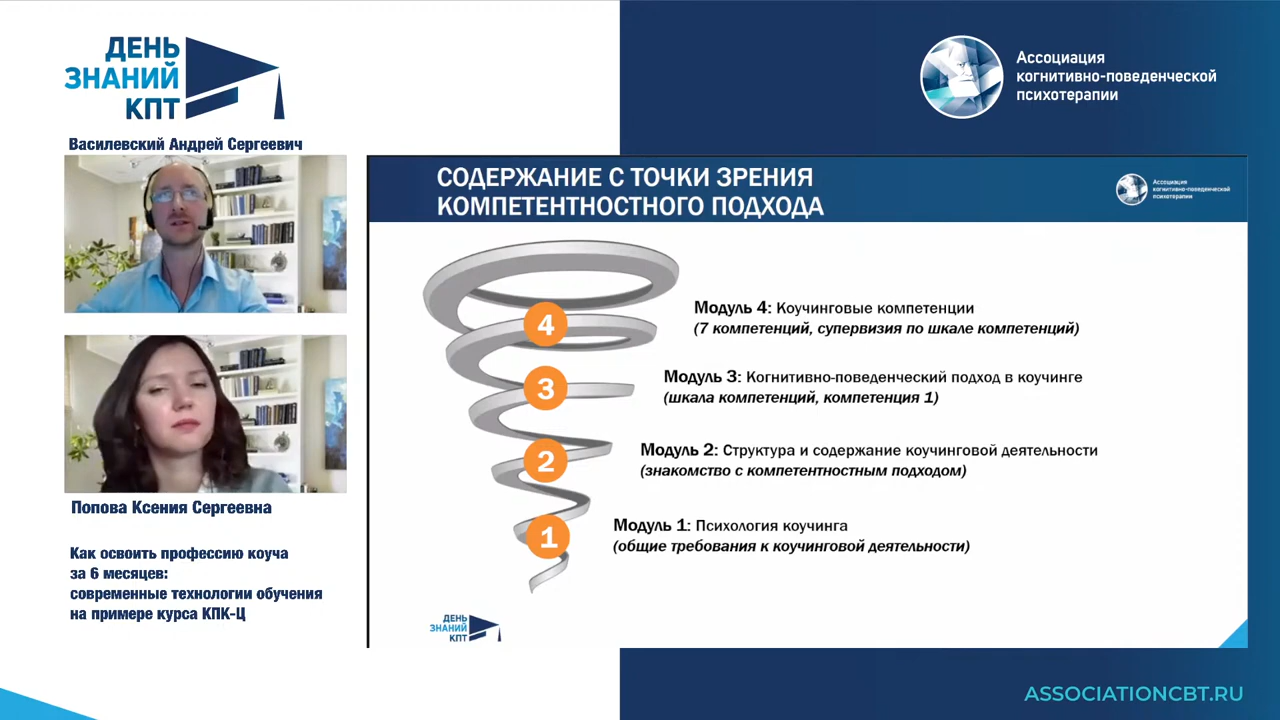 ДЕНЬ
ЗНАНИЙ
КПТ
Ассоциация
когнитивно-поведенческой
психотерапии
Василевский Андрей Сергеевич
СОДЕРЖАНИЕ С ТОЧКИ ЗРЕНИЯ
КОМПЕТЕНТНОСТНОГО ПОДХОДА
Ассоциация
когнитивно-поведенческой
психотерапии
4
Модуль 4: Коучинговые компетенции
(7 компетенций, супервизия по шкале компетенций)
3
Модуль 3: Когнитивно-поведенческий подход в коучинге
(шкала компетенций, компетенция 1)
2
Модуль 2: Структура и содержание коучинговой деятельности
(знакомство с компетентностным подходом)
1
Модуль 1: Психология коучинга
(общие требования к коучинговой деятельности)
Попова Ксения Сергеевна
Как освоить профессию коуча
за 6 месяцев:
современные технологии обучения
на примере курса КПК-Ц
ДЕНЬ
ЗНАНИЙ
КПТ
ASSOCIATIONCBT.RU